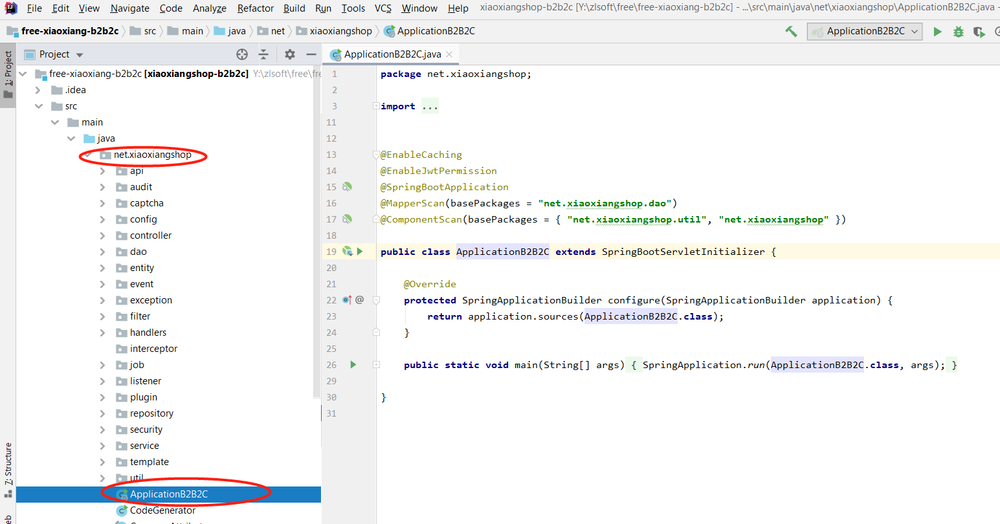 File Edit View Navigate Code Analyze Refactor Build Run Tools VCS Window Help xiaoxiangshop-b2b2c [Y:\zlsoft\free\free-xiaoxiang-b2b2c] - ...\src\main\java\net\xiaoxiangshop\ApplicationB2B2C.java -
free-xiaoxiang-b2b2c src main java net xiaoxiangshop ApplicationB2B2C ApplicationB2B2C
1: Project
Z: Structure
Project
free-xiaoxiang-b2b2c [xiaoxiangshop-b2b2c] Y:\zlsoft\free\fre
.idea
src
main
java
net.xiaoxiangshop
api
audit
captcha
config
controller
dao
entity
event
exception
filter
handlers
interceptor
job
listener
plugin
repository
security
service
template
util
ApplicationB2B2C
CodeGenerator
ApplicationB2B2C.java
1 package net.xiaoxiangshop;
2
3 import ...
11
12
13 @EnableCaching
14 @EnableJwtPermission
15 @SpringBootApplication
16 @MapperScan(basePackages = "net.xiaoxiangshop.dao")
17 @ComponentScan(basePackages = { "net.xiaoxiangshop.util", "net.xiaoxiangshop" })
18
19 public class ApplicationB2B2C extends SpringBootServletInitializer {
20
21 @Override
22 @ protected SpringApplicationBuilder configure(SpringApplicationBuilder application) {
23 return application.sources(ApplicationB2B2C.class);
24 }
25
26 public static void main(String[] args) { SpringApplication.run(ApplicationB2B2C.class, args); }
29
30 }
31